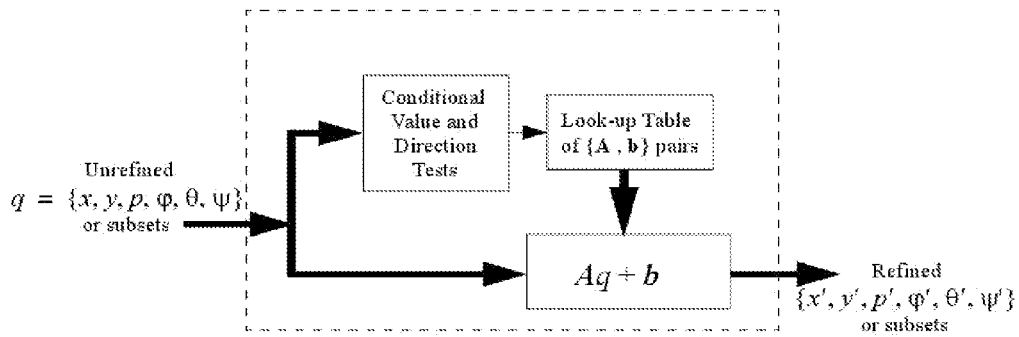 Conditional
Value and
Direction
Tests
Look-up Table
of {A , b} pairs
Unrefined
q = {x, y, p, φ, θ, ψ}
or subsets
Aq + b
Refined
{x′, y′, p′, φ′, θ′, ψ′}
or subsets